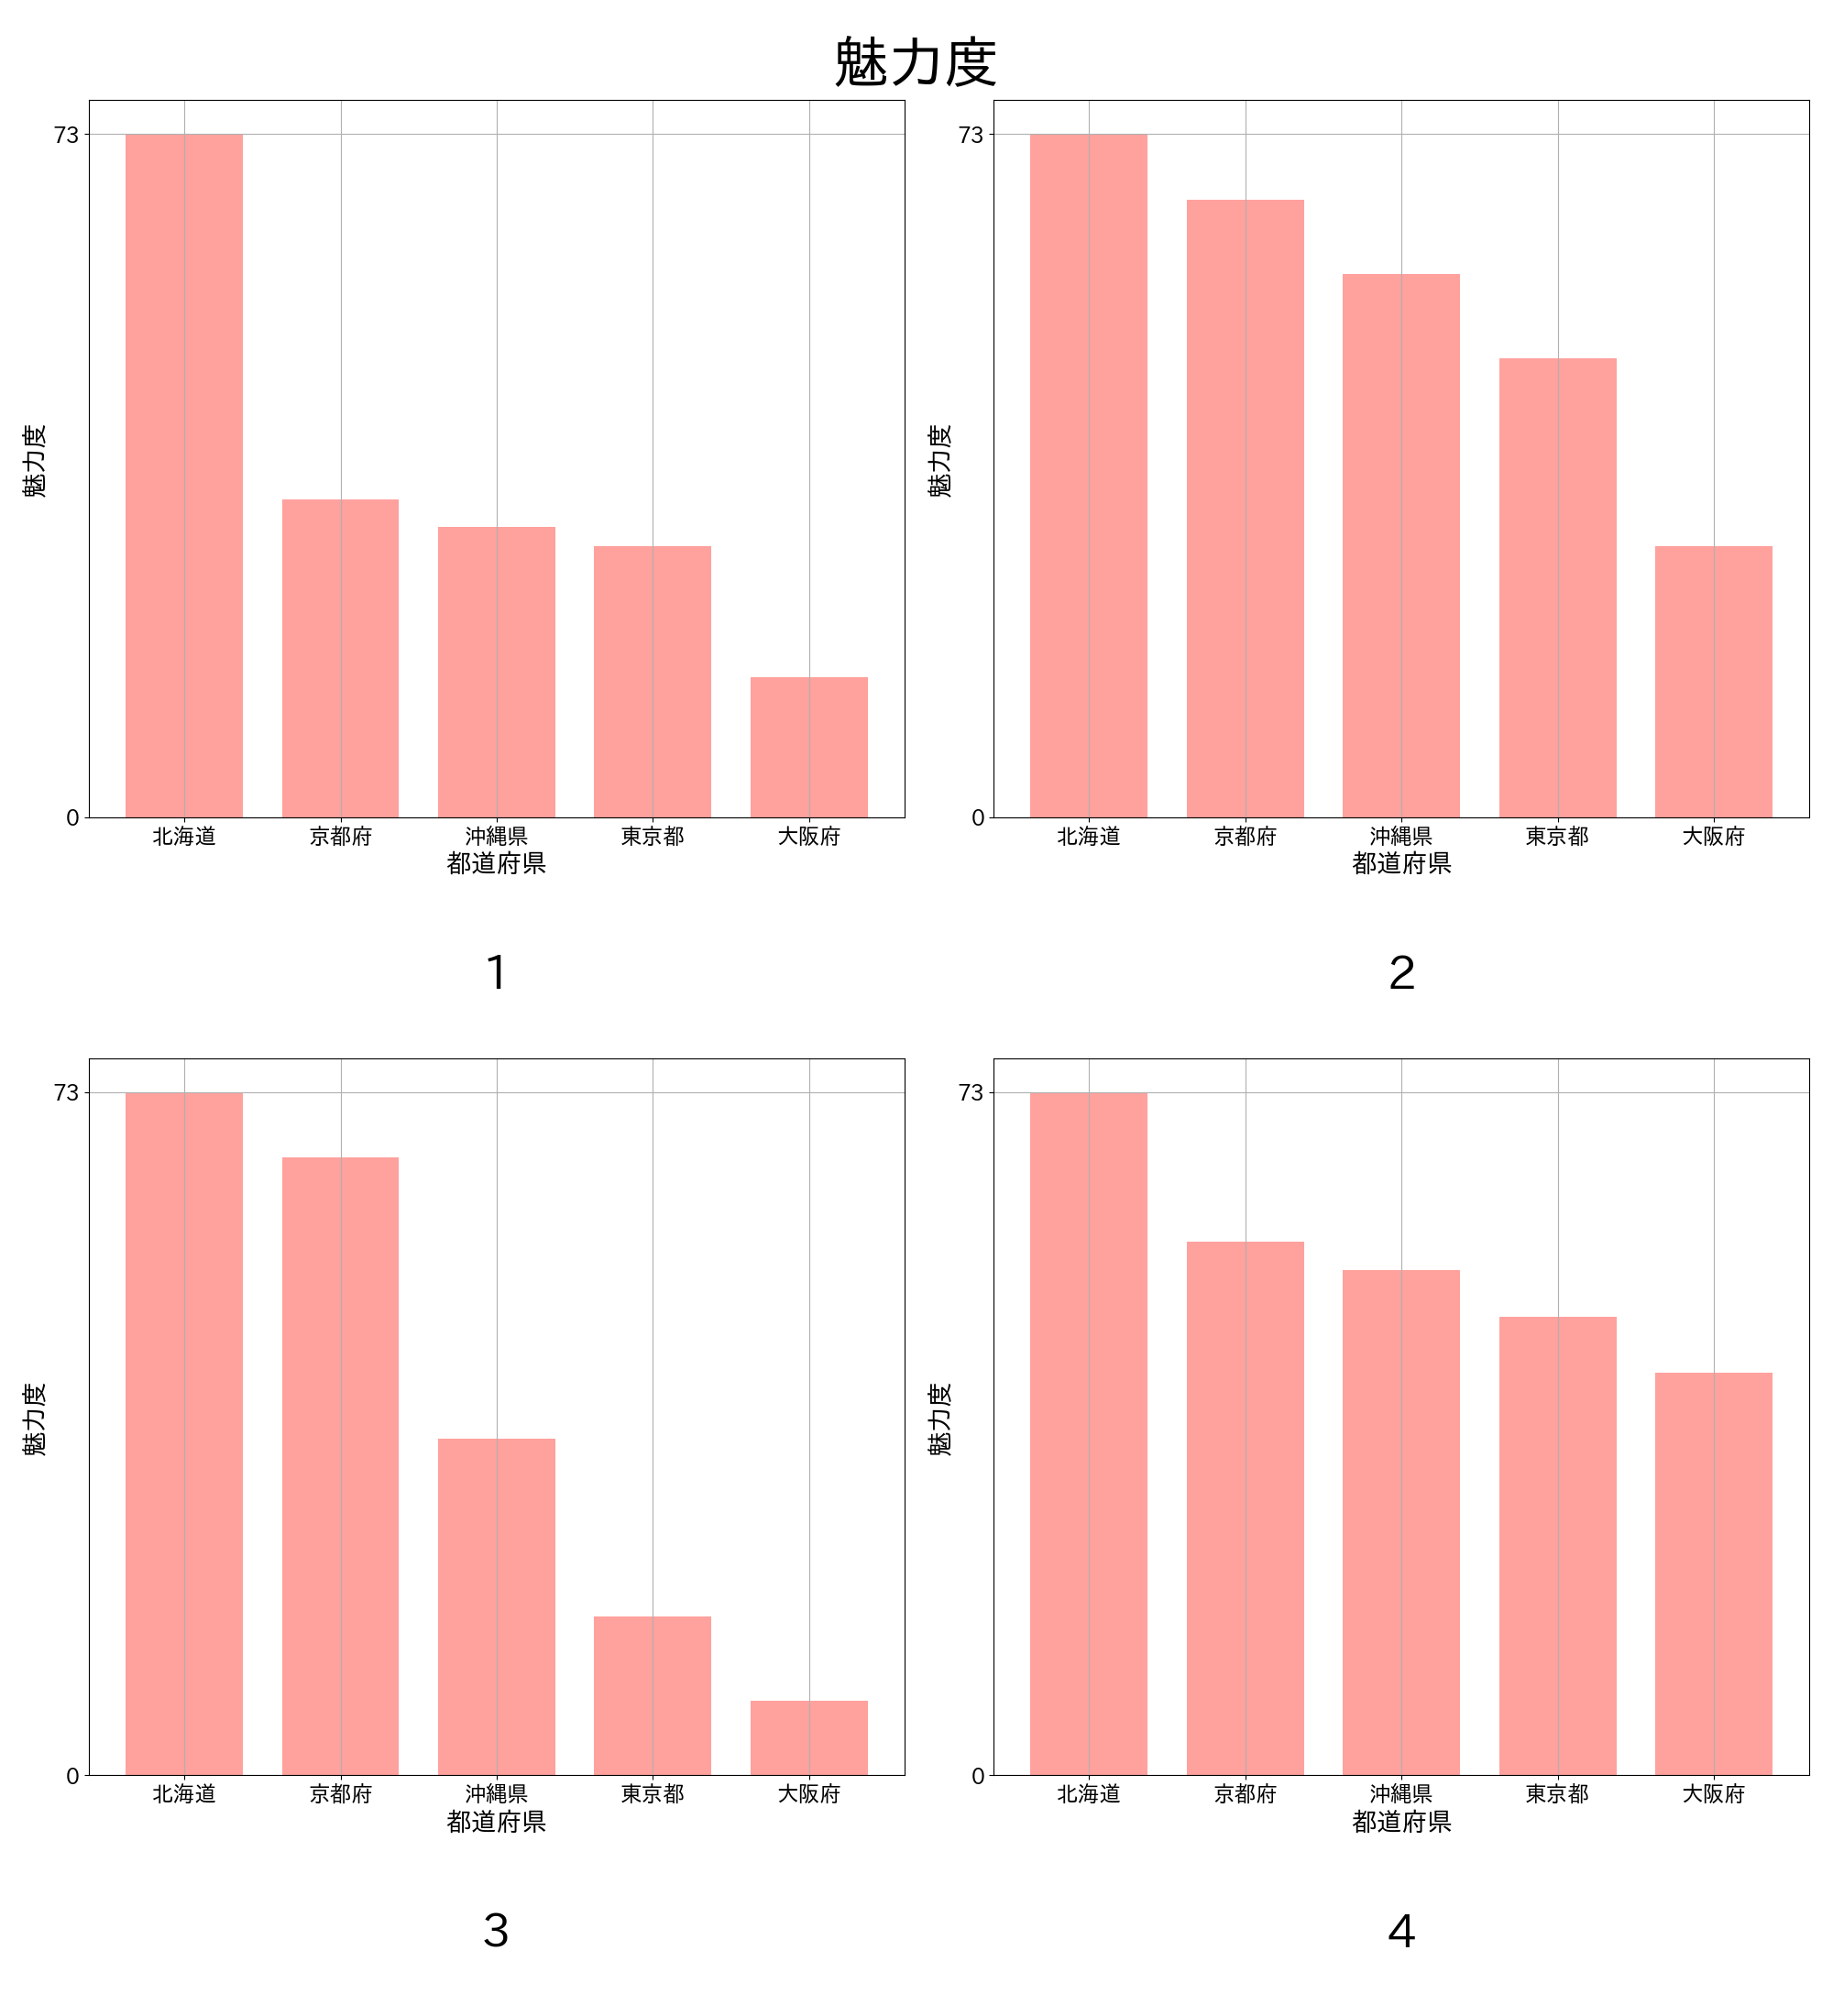 魅力度
73
0
魅力度
北海道 京都府 沖縄県 東京都 大阪府
都道府県
1
73
0
魅力度
北海道 京都府 沖縄県 東京都 大阪府
都道府県
2
73
0
魅力度
北海道 京都府 沖縄県 東京都 大阪府
都道府県
3
73
0
魅力度
北海道 京都府 沖縄県 東京都 大阪府
都道府県
4